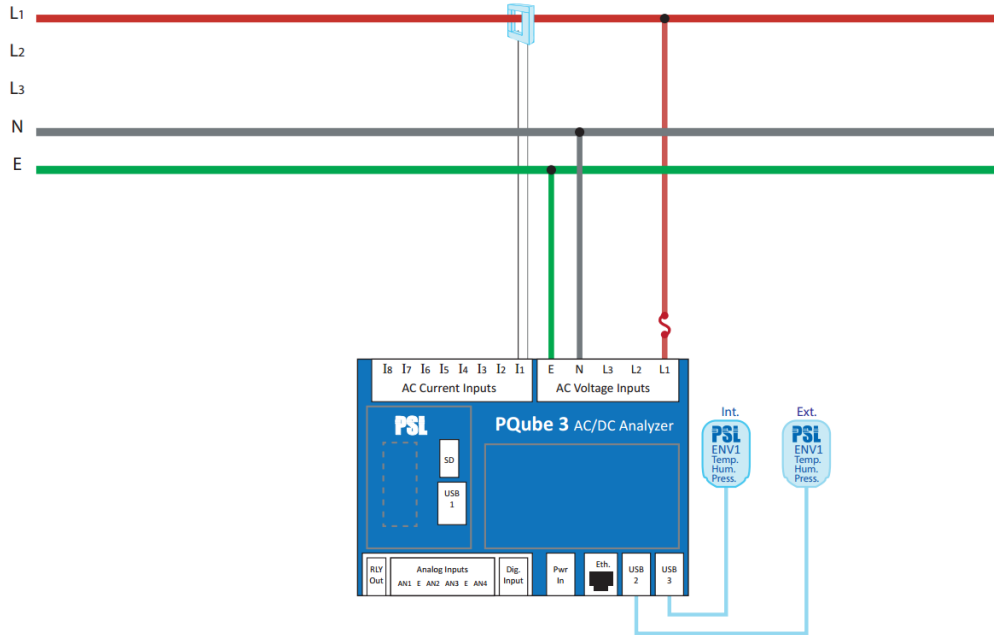 L1
L2
L3
N
E
I8 I7 I6 I5 I4 I3 I2 I1
AC Current Inputs
E N L3 L2 L1
AC Voltage Inputs
PSL
PQube 3 AC/DC Analyzer
SD
USB
1
RLY
Out
Analog Inputs
AN1 E AN2 AN3 E AN4
Dig.
Input
Pwr
In
Eth.
USB
2
USB
3
Int.
PSL
ENV1
Temp.
Hum.
Press.
Ext.
PSL
ENV1
Temp.
Hum.
Press.